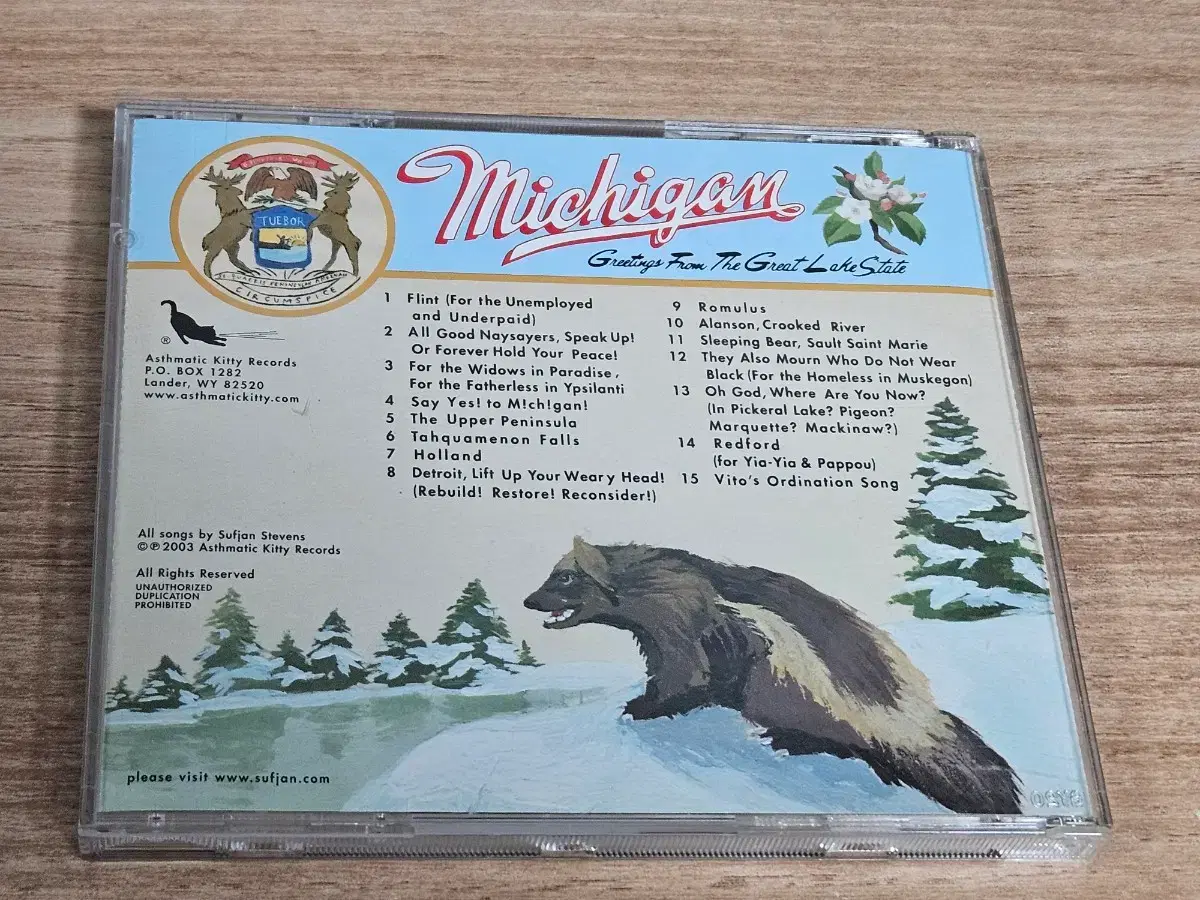 TUEBOR
CIRCUMSPICE
Michigan
Greetings From The Great Lake State
®
Asthmatic Kitty Records
P.O. BOX 1282
Lander, WY 82520
www.asthmatickitty.com
1 Flint (For the Unemployed
and Underpaid)
2 All Good Naysayers, Speak Up!
Or Forever Hold Your Peace!
3 For the Widows in Paradise,
For the Fatherless in Ypsilanti
4 Say Yes! to M!ch!gan!
5 The Upper Peninsula
6 Tahquamenon Falls
7 Holland
8 Detroit, Lift Up Your Weary Head!
(Rebuild! Restore! Reconsider!)
9 Romulus
10 Alanson, Crooked River
11 Sleeping Bear, Sault Saint Marie
12 They Also Mourn Who Do Not Wear
Black (For the Homeless in Muskegon)
13 Oh God, Where Are You Now?
(In Pickeral Lake? Pigeon?
Marquette? Mackinaw?)
14 Redford
(for Yia-Yia & Pappou)
15 Vito's Ordination Song
All songs by Sufjan Stevens
©℗ 2003 Asthmatic Kitty Records
All Rights Reserved
UNAUTHORIZED
DUPLICATION
PROHIBITED
please visit www.sufjan.com